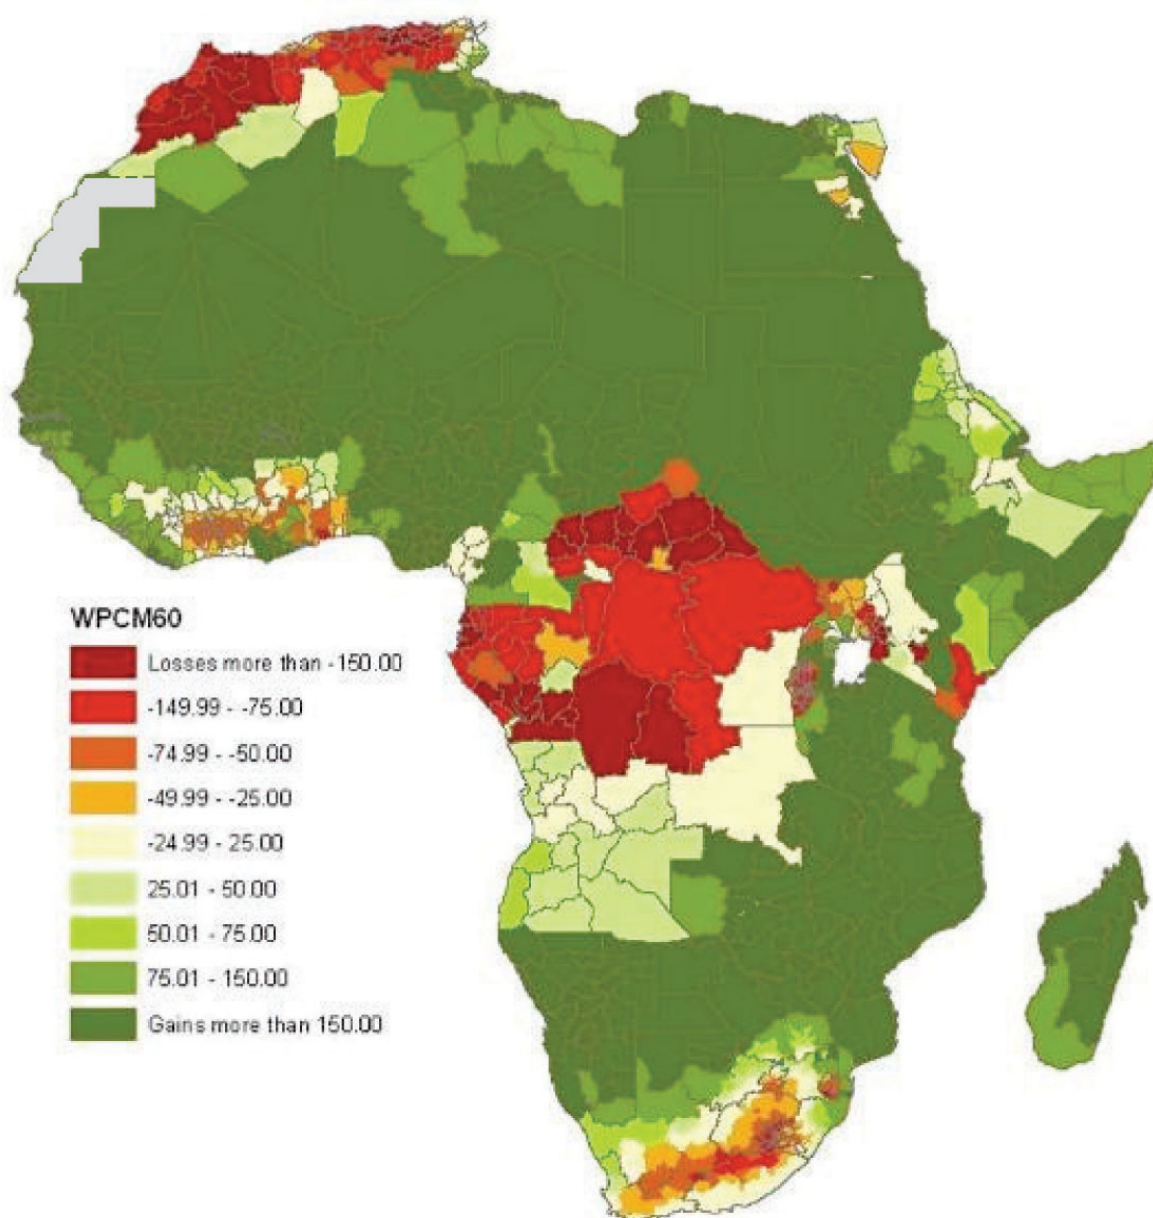 WPCM60
Losses more than -150.00
-149.99 - -75.00
-74.99 - -50.00
-49.99 - -25.00
-24.99 - 25.00
25.01 - 50.00
50.01 - 75.00
75.01 - 150.00
Gains more than 150.00